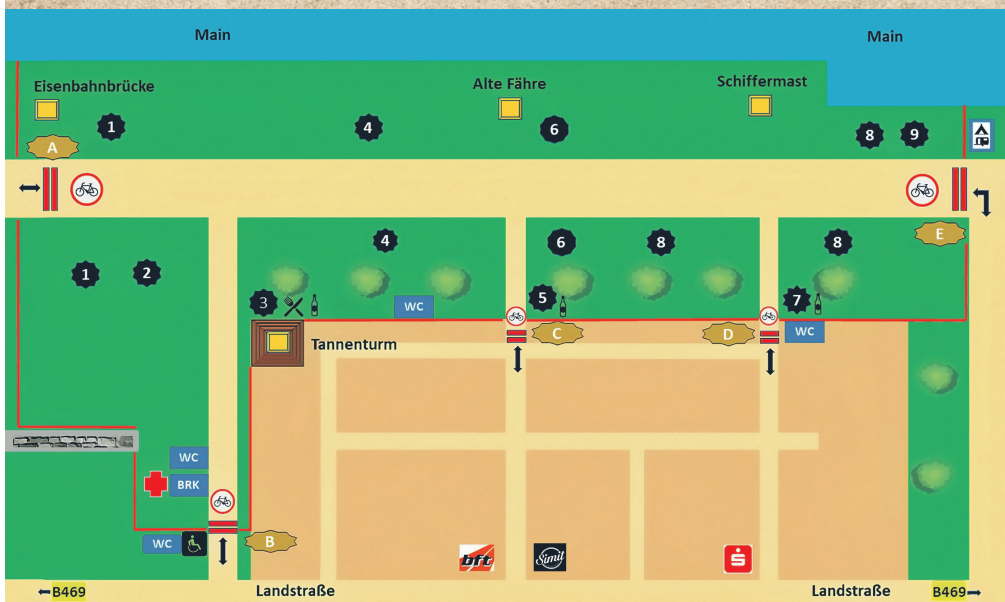 Main
Main
Eisenbahnbrücke
Alte Fähre
Schiffermast
1
4
6
8
9
A
E
1
2
4
6
8
8
3
5
7
WC
Tannenturm
C
D
WC
WC
BRK
WC
B
bft
Simit
S
B469
Landstraße
Landstraße
B469